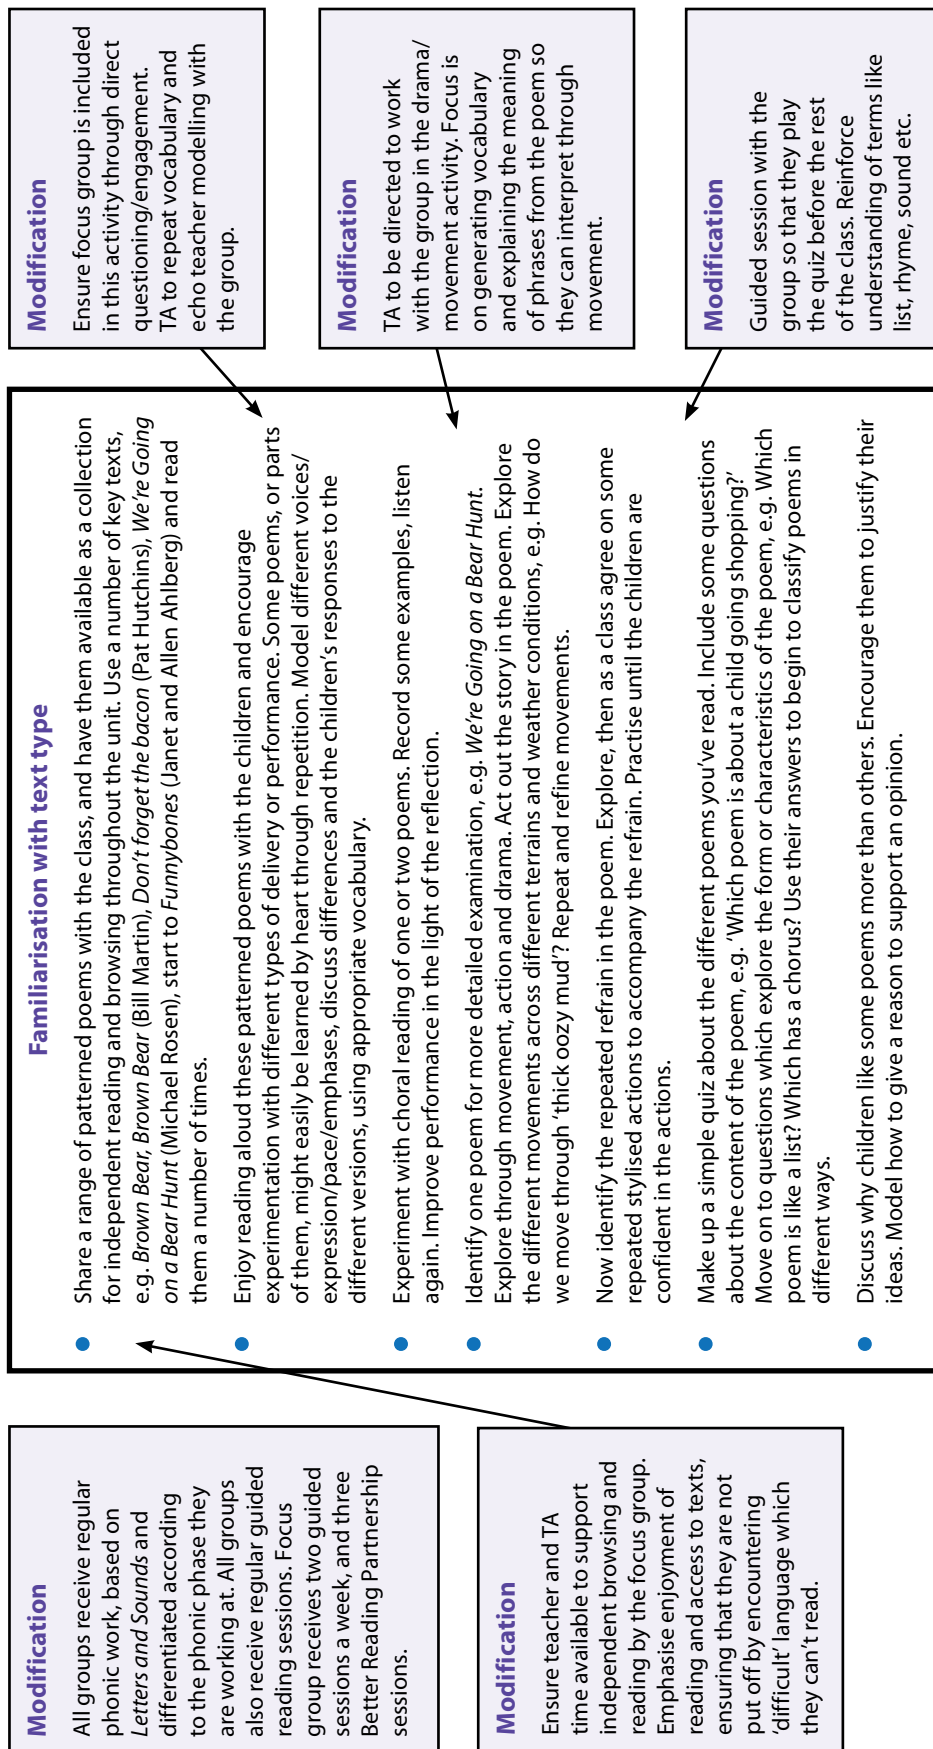 Modification
All groups receive regular
phonic work, based on
Letters and Sounds and
differentiated according
to the phonic phase they
are working at. All groups
also receive regular guided
reading sessions. Focus
group receives two guided
sessions a week, and three
Better Reading Partnership
sessions.
Modification
Ensure teacher and TA
time available to support
independent browsing and
reading by the focus group.
Emphasise enjoyment of
reading and access to texts,
ensuring that they are not
put off by encountering
‘difficult’ language which
they can’t read.
Familiarisation with text type
● Share a range of patterned poems with the class, and have them available as a collection
for independent reading and browsing throughout the unit. Use a number of key texts,
e.g. Brown Bear, Brown Bear (Bill Martin), Don’t forget the bacon (Pat Hutchins), We’re Going
on a Bear Hunt (Michael Rosen), start to Funnybones (Janet and Allen Ahlberg) and read
them a number of times.
● Enjoy reading aloud these patterned poems with the children and encourage
experimentation with different types of delivery or performance. Some poems, or parts
of them, might easily be learned by heart through repetition. Model different voices/
expression/pace/emphases, discuss differences and the children’s responses to the
different versions, using appropriate vocabulary.
● Experiment with choral reading of one or two poems. Record some examples, listen
again. Improve performance in the light of the reflection.
● Identify one poem for more detailed examination, e.g. We’re Going on a Bear Hunt.
Explore through movement, action and drama. Act out the story in the poem. Explore
the different movements across different terrains and weather conditions, e.g. How do
we move through ‘thick oozy mud’? Repeat and refine movements.
● Now identify the repeated refrain in the poem. Explore, then as a class agree on some
repeated stylised actions to accompany the refrain. Practise until the children are
confident in the actions.
● Make up a simple quiz about the different poems you’ve read. Include some questions
about the content of the poem, e.g. ‘Which poem is about a child going shopping?’
Move on to questions which explore the form or characteristics of the poem, e.g. Which
poem is like a list? Which has a chorus? Use their answers to begin to classify poems in
different ways.
● Discuss why children like some poems more than others. Encourage them to justify their
ideas. Model how to give a reason to support an opinion.
Modification
Ensure focus group is included
in this activity through direct
questioning/engagement.
TA to repeat vocabulary and
echo teacher modelling with
the group.
Modification
TA to be directed to work
with the group in the drama/
movement activity. Focus is
on generating vocabulary
and explaining the meaning
of phrases from the poem so
they can interpret through
movement.
Modification
Guided session with the
group so that they play
the quiz before the rest
of the class. Reinforce
understanding of terms like
list, rhyme, sound etc.